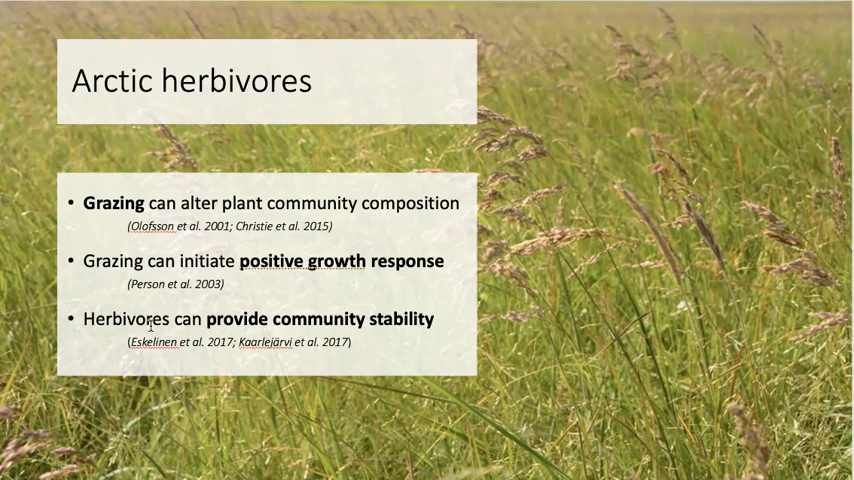 Arctic herbivores
• Grazing can alter plant community composition
(Olofsson et al. 2001; Christie et al. 2015)
• Grazing can initiate positive growth response
(Person et al. 2003)
• Herbivores can provide community stability
(Eskelinen et al. 2017; Kaarlejärvi et al. 2017)